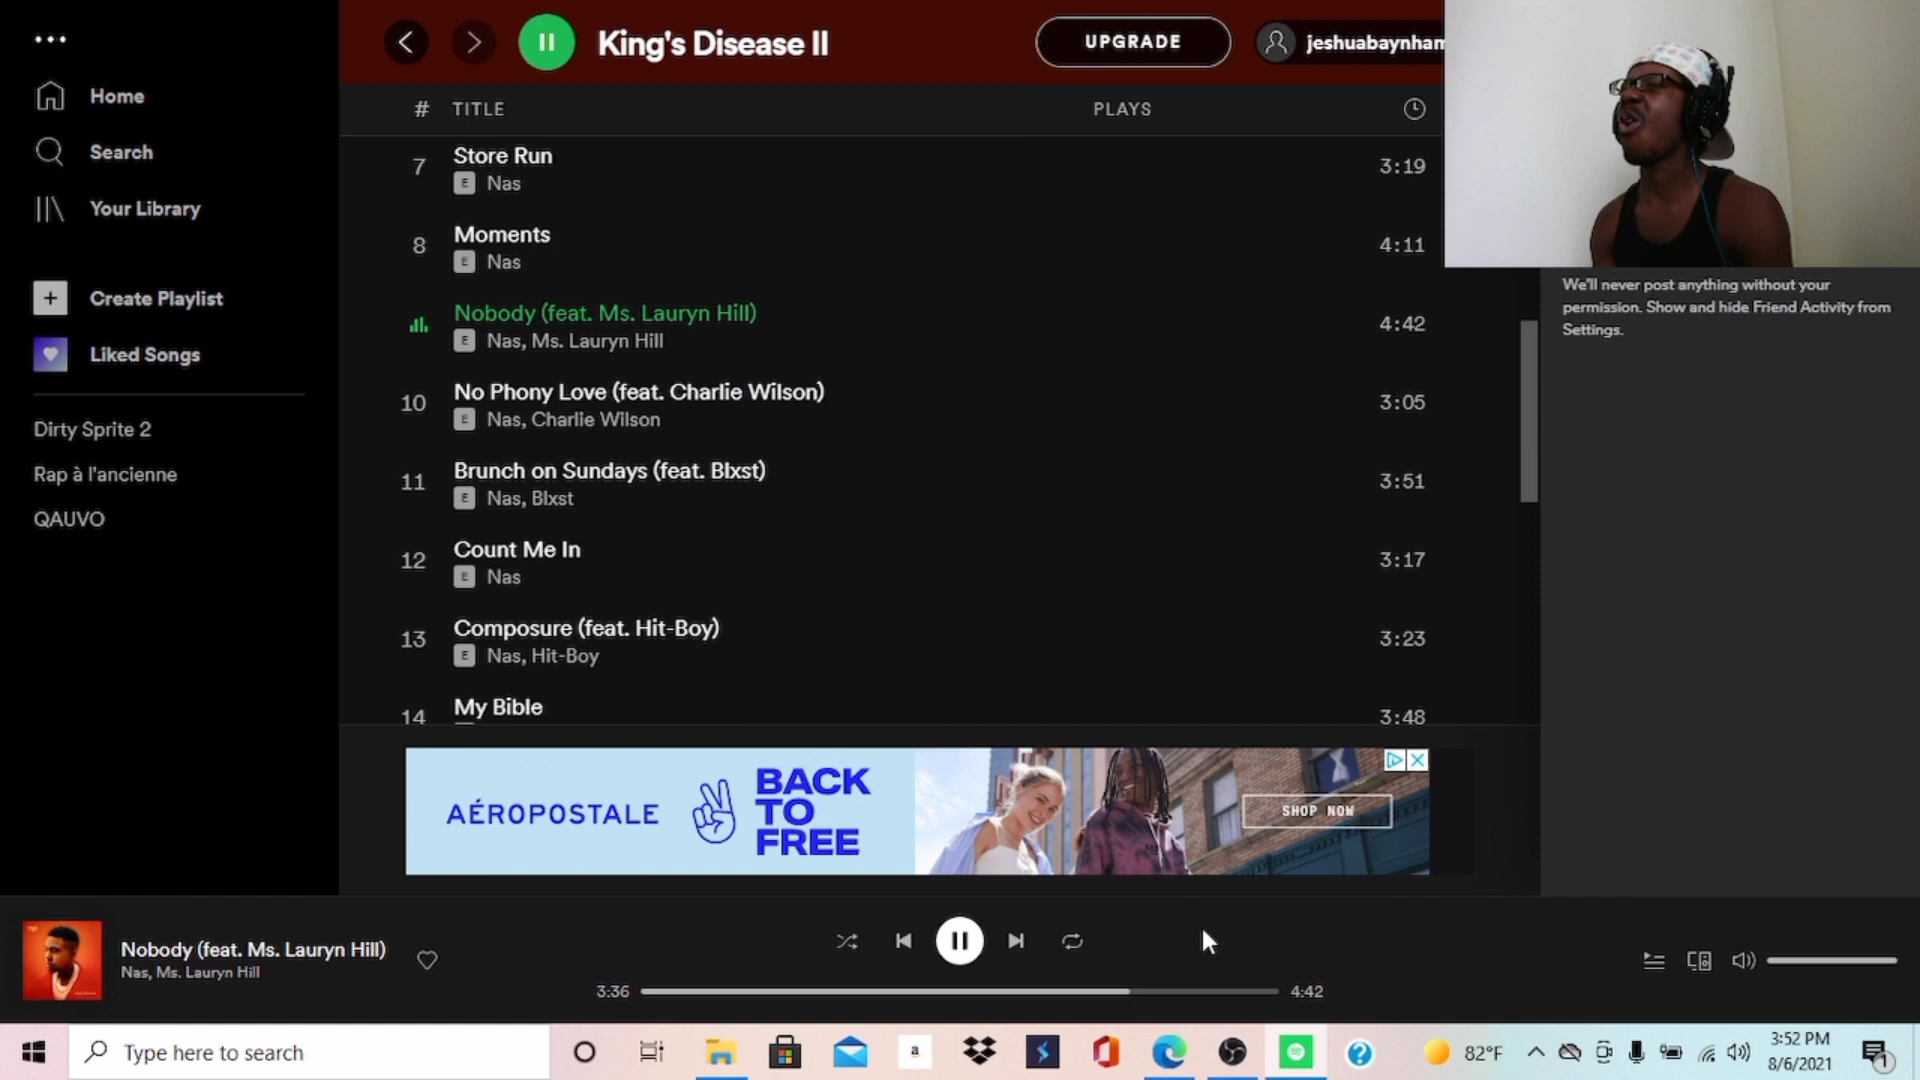 King's Disease II
UPGRADE
jeshuabaynham
Home
Search
Your Library
Create Playlist
Liked Songs
Dirty Sprite 2
Rap à l'ancienne
QAUVO
# TITLE PLAYS
7 Store Run 3:19
E Nas
8 Moments 4:11
E Nas
Nobody (feat. Ms. Lauryn Hill) 4:42
E Nas, Ms. Lauryn Hill
10 No Phony Love (feat. Charlie Wilson) 3:05
E Nas, Charlie Wilson
11 Brunch on Sundays (feat. Blxst) 3:51
E Nas, Blxst
12 Count Me In 3:17
E Nas
13 Composure (feat. Hit-Boy) 3:23
E Nas, Hit-Boy
14 My Bible 3:48
We'll never post anything without your
permission. Show and hide Friend Activity from
Settings.
AÉROPOSTALE
BACK
TO
FREE
SHOP NOW
Nobody (feat. Ms. Lauryn Hill)
Nas, Ms. Lauryn Hill
3:36
4:42
Type here to search
a
82°F
3:52 PM
8/6/2021
1